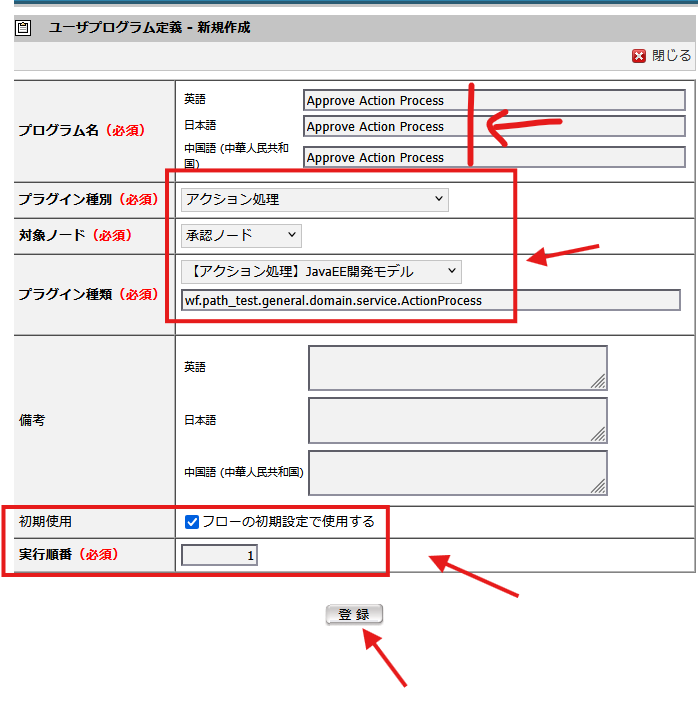 ユーザプログラム定義 - 新規作成
閉じる
プログラム名(必須)
英語
Approve Action Process
日本語
Approve Action Process
中国語 (中華人民共和
国)
Approve Action Process
プラグイン種別(必須)
アクション処理
対象ノード(必須)
承認ノード
プラグイン種類(必須)
【アクション処理】JavaEE開発モデル
wf.path_test.general.domain.service.ActionProcess
備考
英語
日本語
中国語 (中華人民共和国)
初期使用
フローの初期設定で使用する
実行順番(必須)
1
登 録